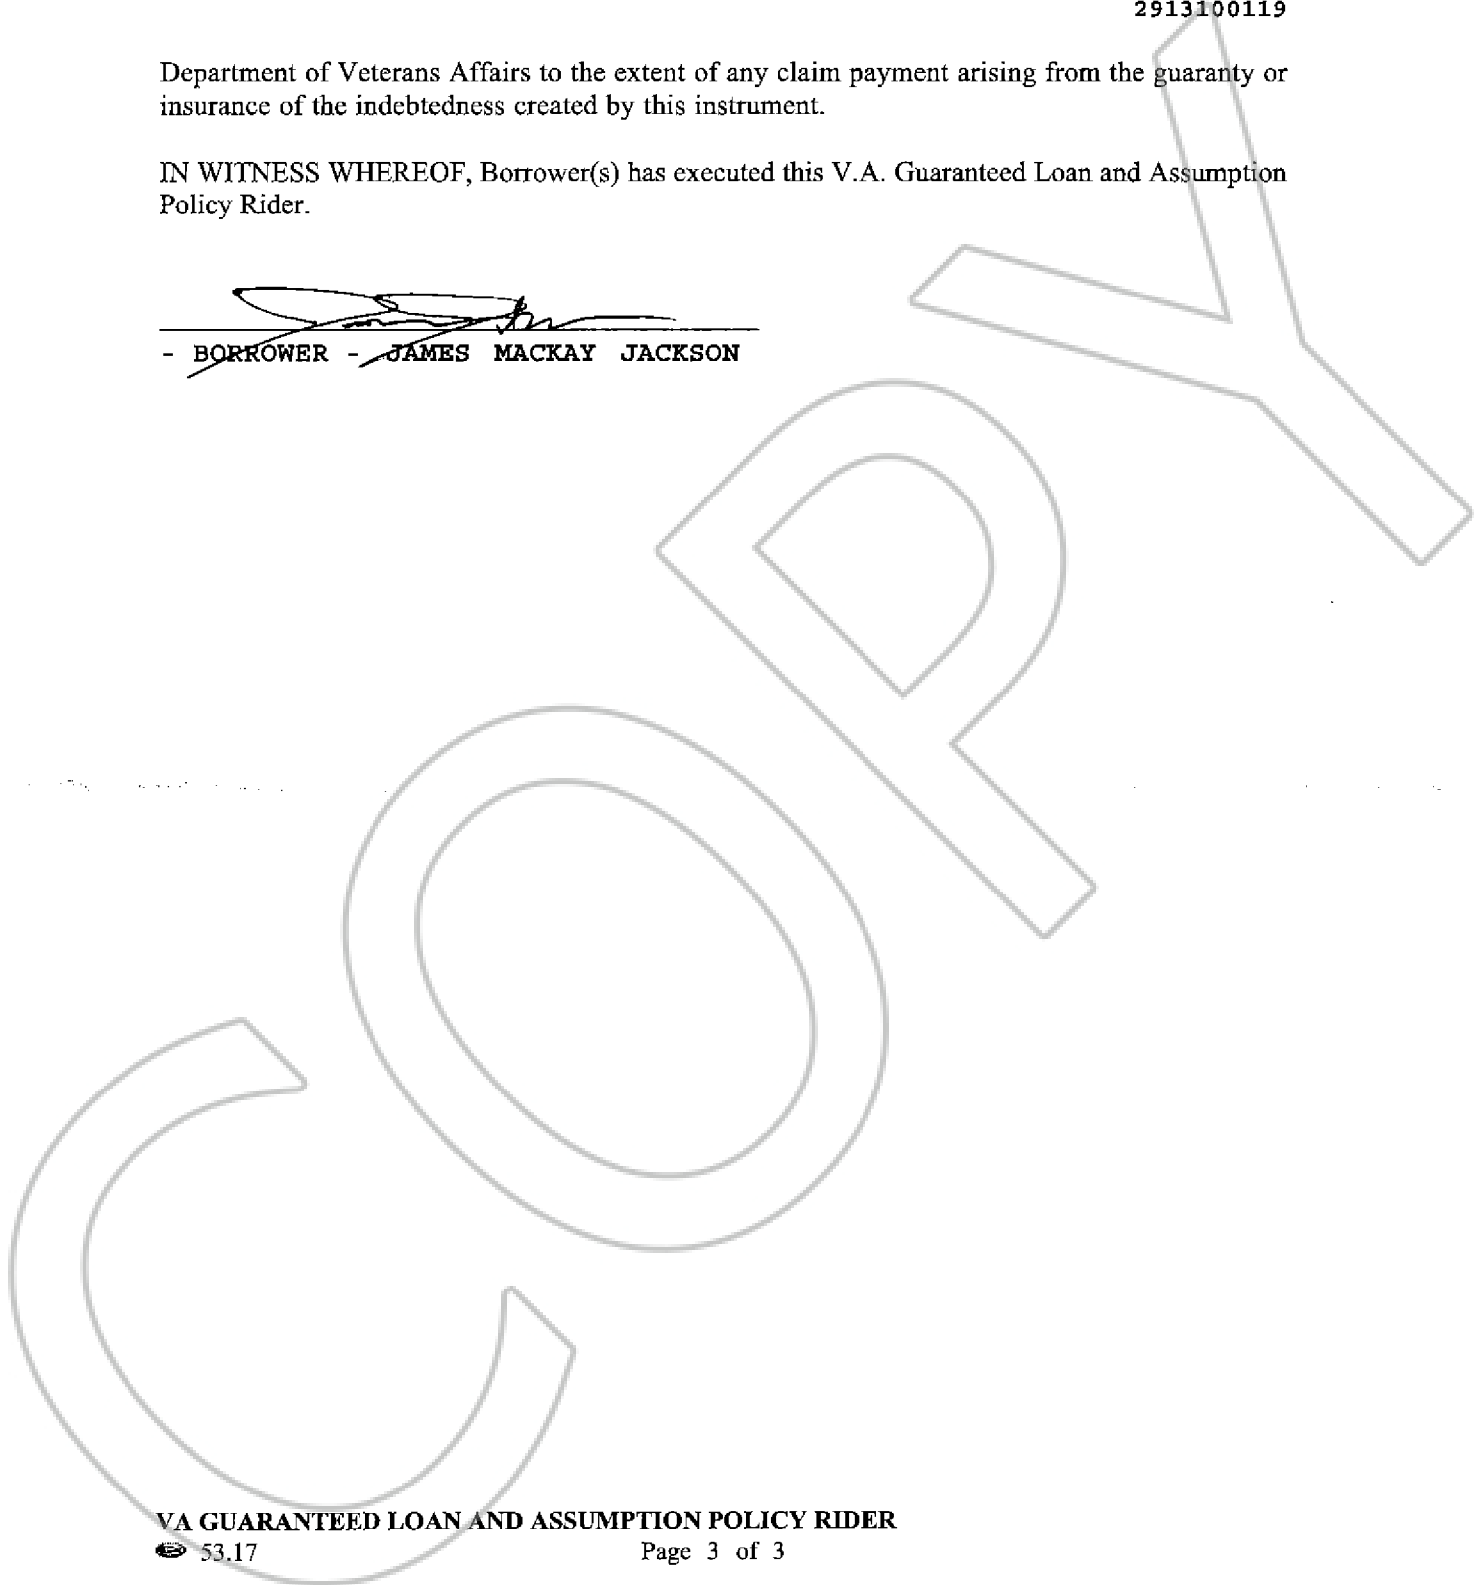 2913100119
Department of Veterans Affairs to the extent of any claim payment arising from the guaranty or
insurance of the indebtedness created by this instrument.
IN WITNESS WHEREOF, Borrower(s) has executed this V.A. Guaranteed Loan and Assumption
Policy Rider.
- BORROWER - JAMES MACKAY JACKSON
COPY
VA GUARANTEED LOAN AND ASSUMPTION POLICY RIDER
53.17 Page 3 of 3